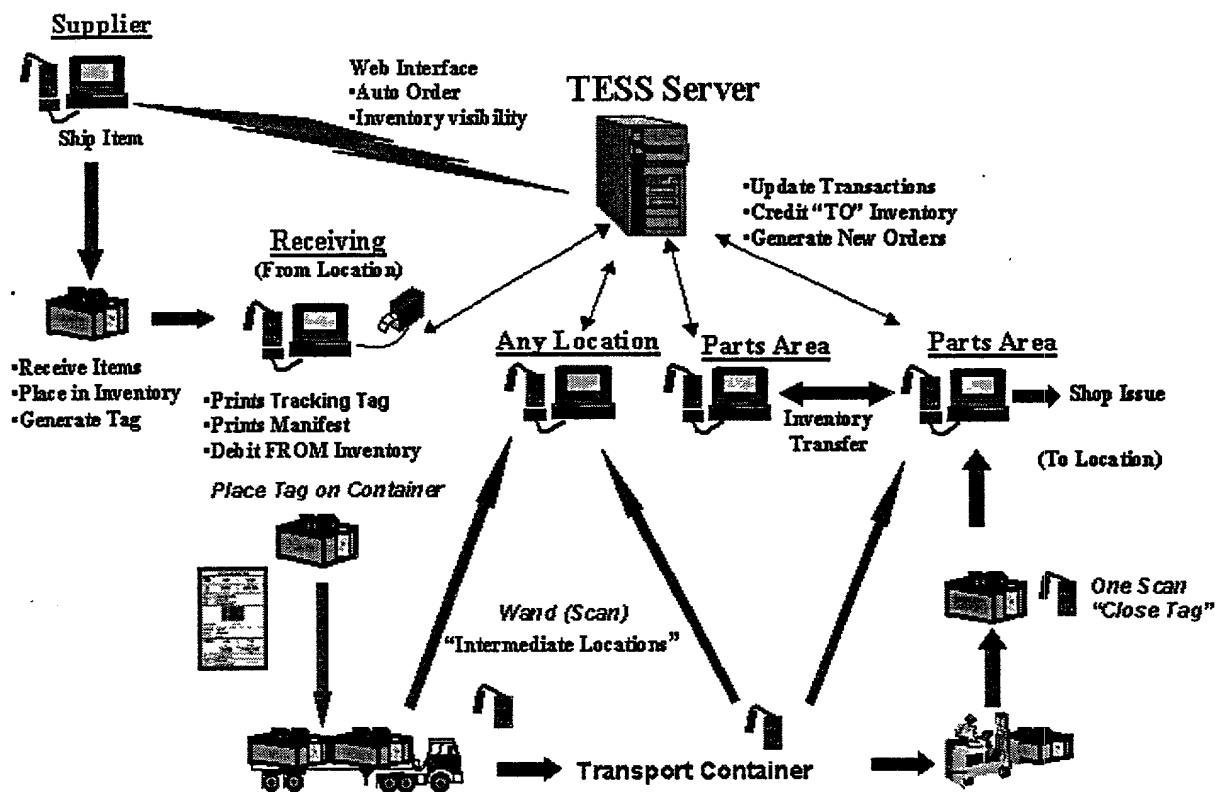 Supplier
Web Interface
•Auto Order
•Inventory visibility
TESS Server
Ship Item
•Update Transactions
•Credit “TO” Inventory
•Generate New Orders
Receiving
(From Location)
Any Location
Parts Area
Parts Area
•Receive Items
•Place in Inventory
•Generate Tag
•Prints Tracking Tag
•Prints Manifest
•Debit FROM Inventory
Inventory
Transfer
Shop Issue
(To Location)
Place Tag on Container
Wand (Scan)
“Intermediate Locations”
One Scan
“Close Tag”
Transport Container